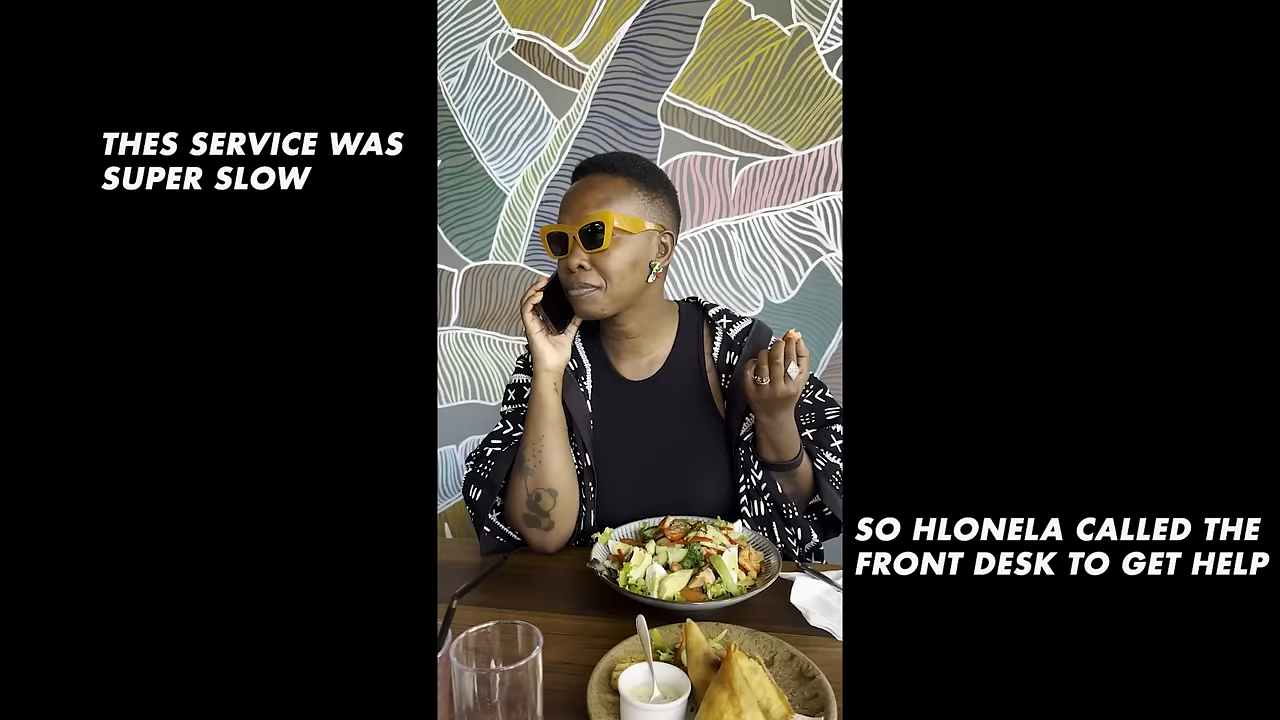 THES SERVICE WAS
SUPER SLOW
SO HLONELA CALLED THE
FRONT DESK TO GET HELP